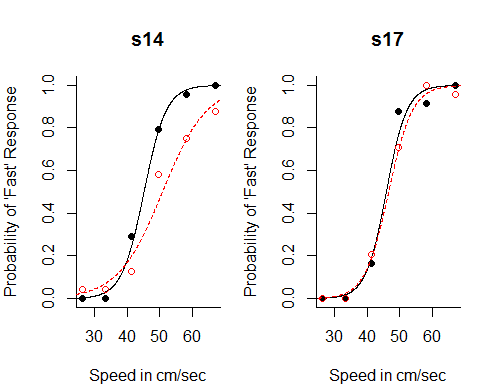 s14
Probability of 'Fast' Response
0.0 0.2 0.4 0.6 0.8 1.0
30 40 50 60
Speed in cm/sec
s17
Probability of 'Fast' Response
0.0 0.2 0.4 0.6 0.8 1.0
30 40 50 60
Speed in cm/sec